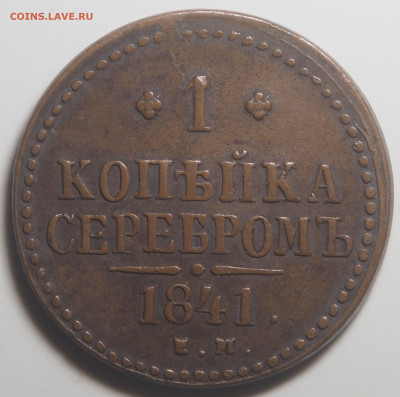 COINS.LAVE.RU
1
КОПѢЙКА
СЕРЕБРОМЪ
1841.
Е.М.